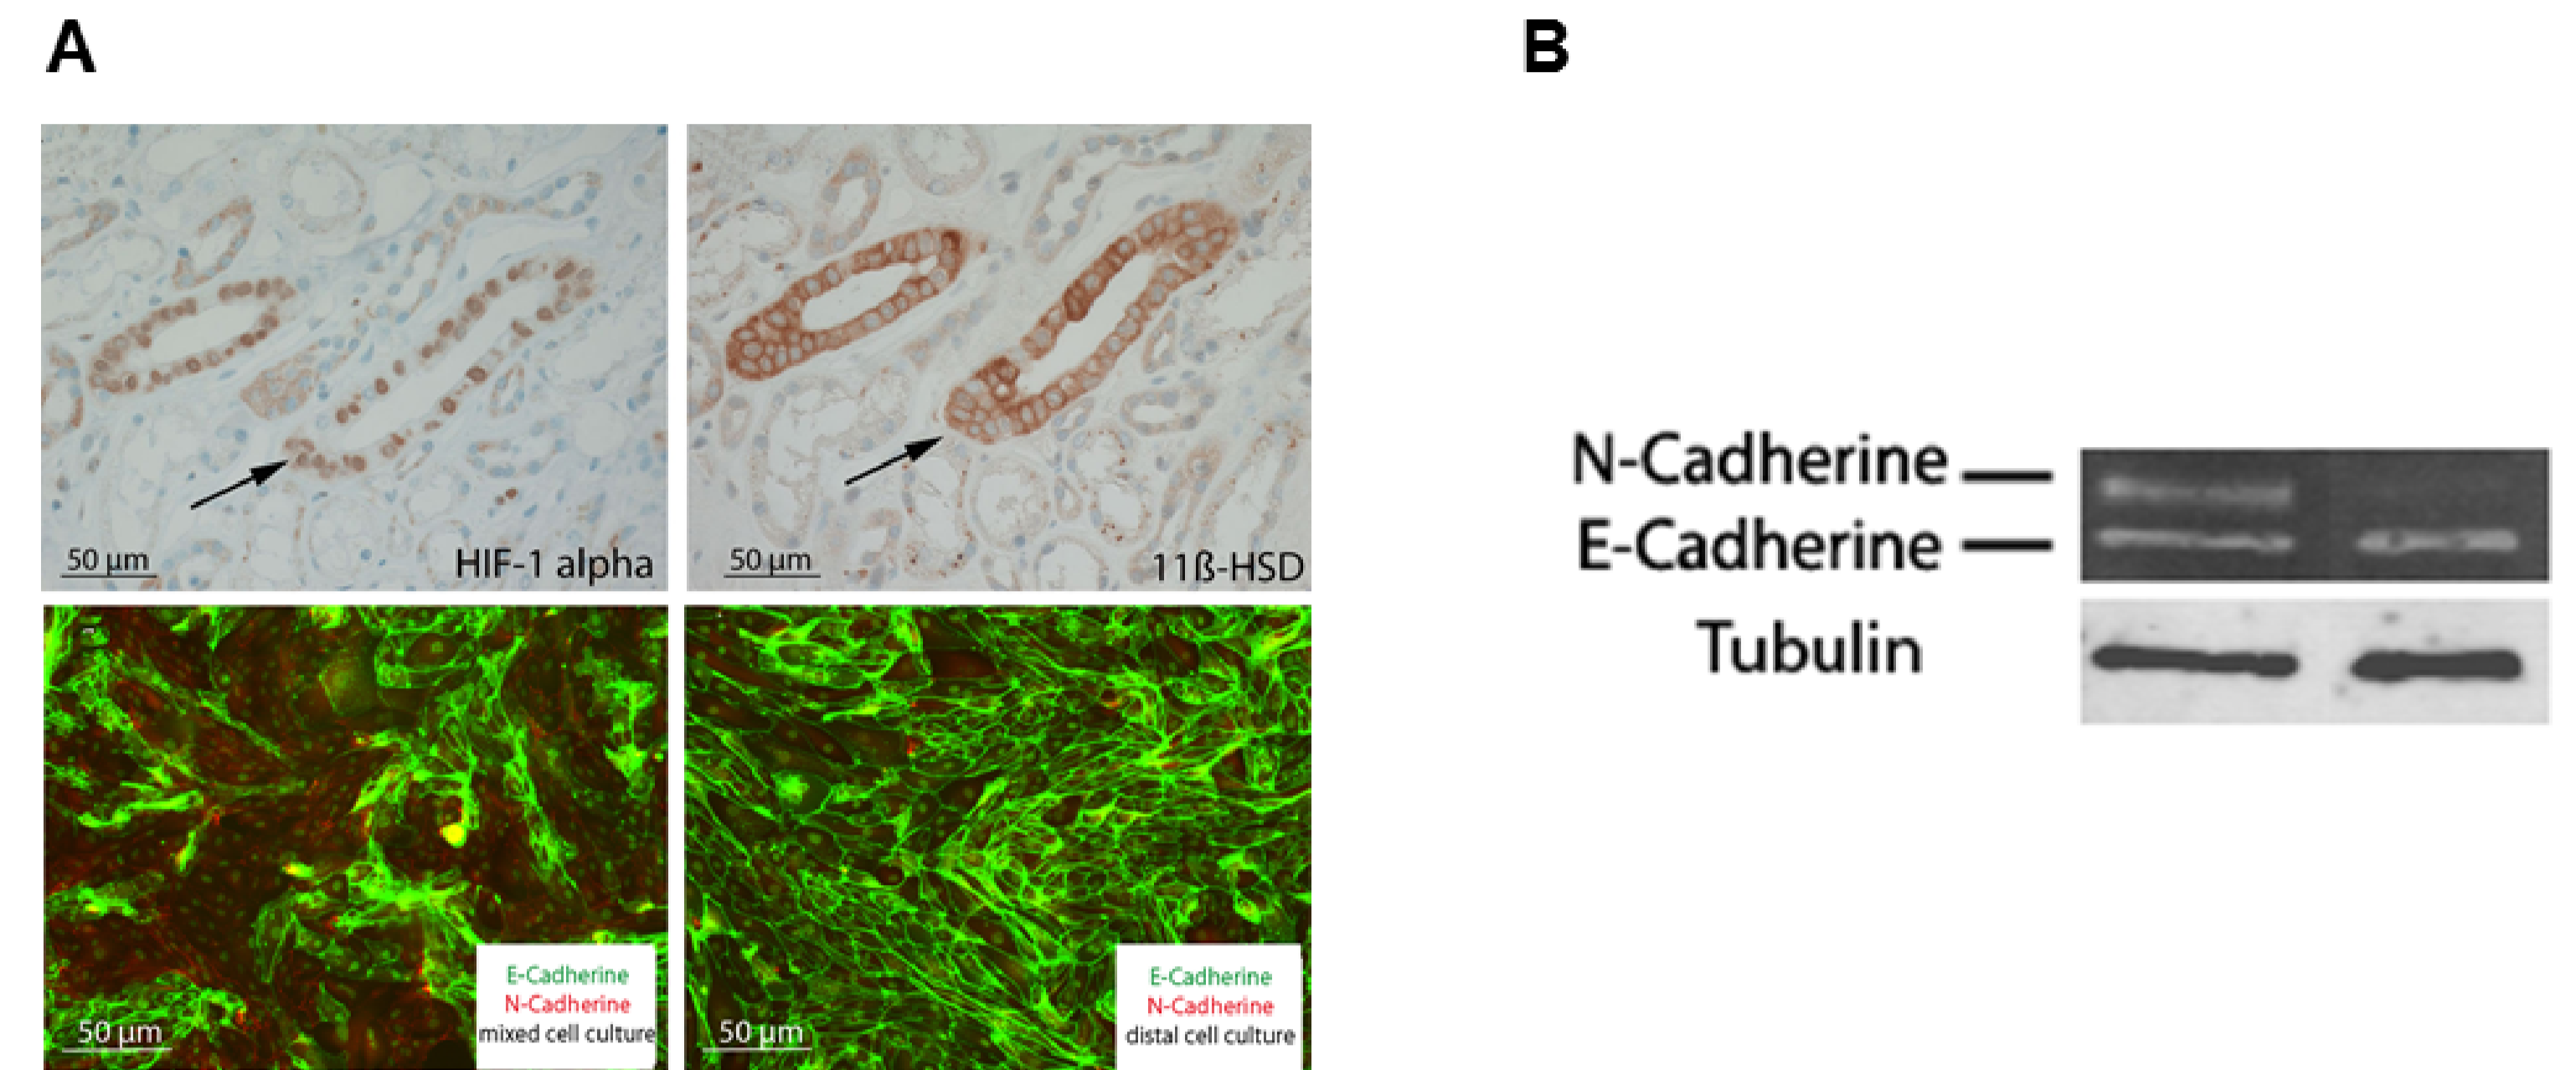 A
B
50 µm
HIF-1 alpha
50 µm
11ß-HSD
E-Cadherine
N-Cadherine
mixed cell culture
50 µm
E-Cadherine
N-Cadherine
distal cell culture
50 µm
N-Cadherine
E-Cadherine
Tubulin